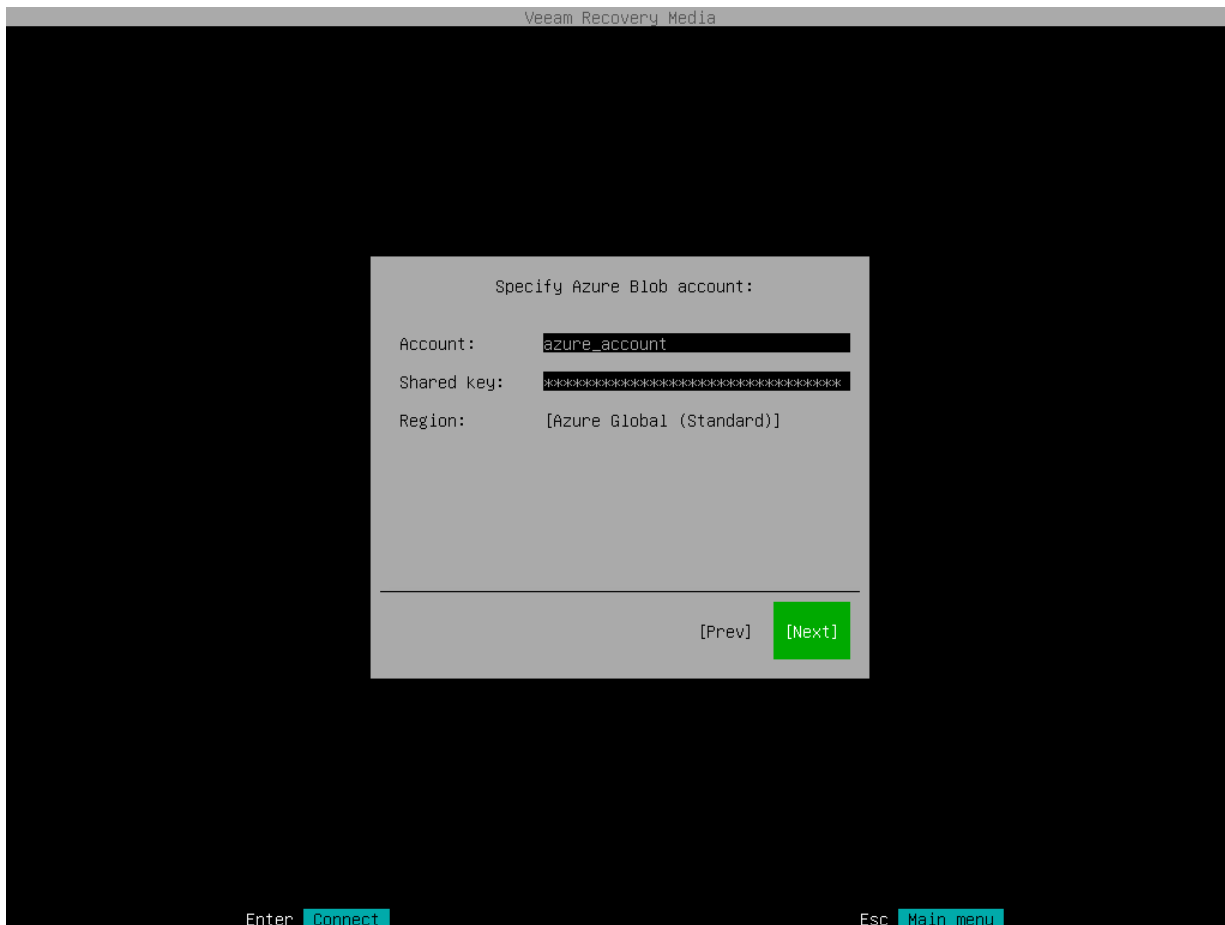 Veeam Recovery Media
Specify Azure Blob account:
Account: azure_account
Shared key: *******************************
Region: [Azure Global (Standard)]
[Prev] [Next]
Enter Connect Esc Main menu